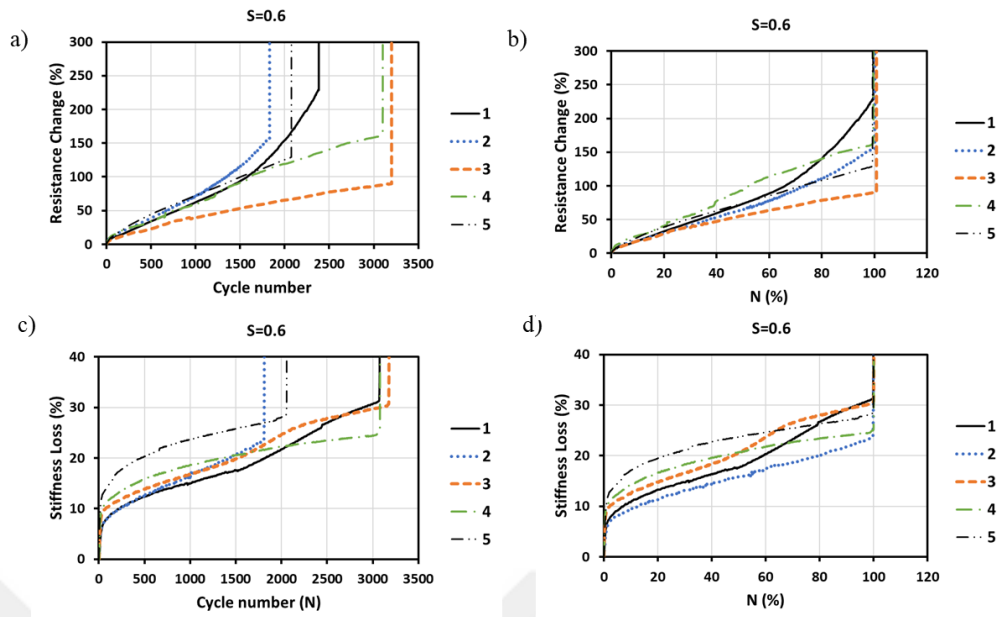 a)
S=0.6
Resistance Change (%)
300
250
200
150
100
50
0
0 500 1000 1500 2000 2500 3000 3500
Cycle number
1
2
3
4
5
b)
S=0.6
Resistance Change (%)
300
250
200
150
100
50
0
0 20 40 60 80 100 120
N (%)
1
2
3
4
5
c)
S=0.6
Stiffness Loss (%)
40
30
20
10
0
0 500 1000 1500 2000 2500 3000 3500
Cycle number (N)
1
2
3
4
5
d)
S=0.6
Stiffness Loss (%)
40
30
20
10
0
0 20 40 60 80 100 120
N (%)
1
2
3
4
5